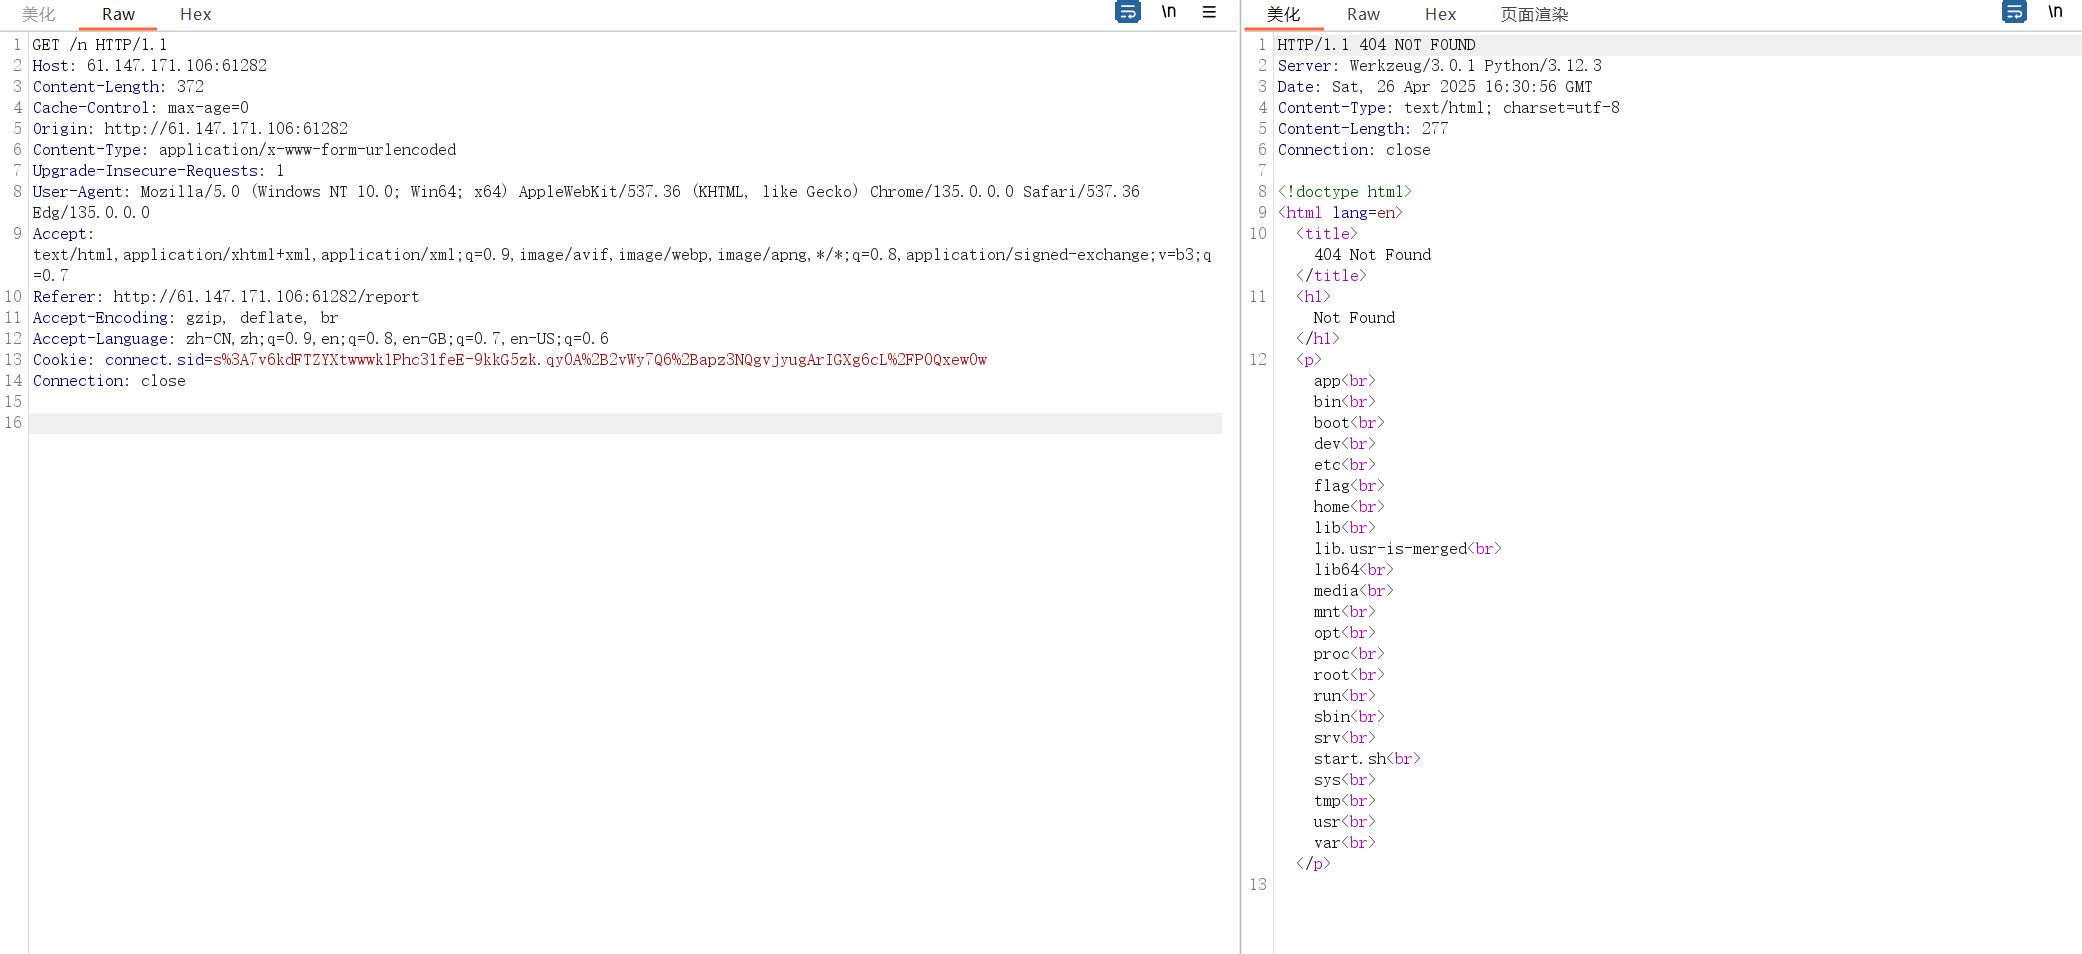 美化 Raw Hex \n
1 GET /n HTTP/1.1
2 Host: 61.147.171.106:61282
3 Content-Length: 372
4 Cache-Control: max-age=0
5 Origin: http://61.147.171.106:61282
6 Content-Type: application/x-www-form-urlencoded
7 Upgrade-Insecure-Requests: 1
8 User-Agent: Mozilla/5.0 (Windows NT 10.0; Win64; x64) AppleWebKit/537.36 (KHTML, like Gecko) Chrome/135.0.0.0 Safari/537.36
Edg/135.0.0.0
9 Accept:
text/html,application/xhtml+xml,application/xml;q=0.9,image/avif,image/webp,image/apng,*/*;q=0.8,application/signed-exchange;v=b3;q
=0.7
10 Referer: http://61.147.171.106:61282/report
11 Accept-Encoding: gzip, deflate, br
12 Accept-Language: zh-CN,zh;q=0.9,en;q=0.8,en-GB;q=0.7,en-US;q=0.6
13 Cookie: connect.sid=s%3A7v6kdFTZYXtwwwk1Phc31feE-9kkG5zk.qy0A%2B2vWy7Q6%2Bapz3NQgvjyugArIGXg6cL%2FP0Qxew0w
14 Connection: close
15
16
美化 Raw Hex 页面渲染 \n
1 HTTP/1.1 404 NOT FOUND
2 Server: Werkzeug/3.0.1 Python/3.12.3
3 Date: Sat, 26 Apr 2025 16:30:56 GMT
4 Content-Type: text/html; charset=utf-8
5 Content-Length: 277
6 Connection: close
7
8 <!doctype html>
9 <html lang=en>
10 <title>
404 Not Found
</title>
11 <h1>
Not Found
</h1>
12 <p>
app<br>
bin<br>
boot<br>
dev<br>
etc<br>
flag<br>
home<br>
lib<br>
lib.usr-is-merged<br>
lib64<br>
media<br>
mnt<br>
opt<br>
proc<br>
root<br>
run<br>
sbin<br>
srv<br>
start.sh<br>
sys<br>
tmp<br>
usr<br>
var<br>
</p>
13